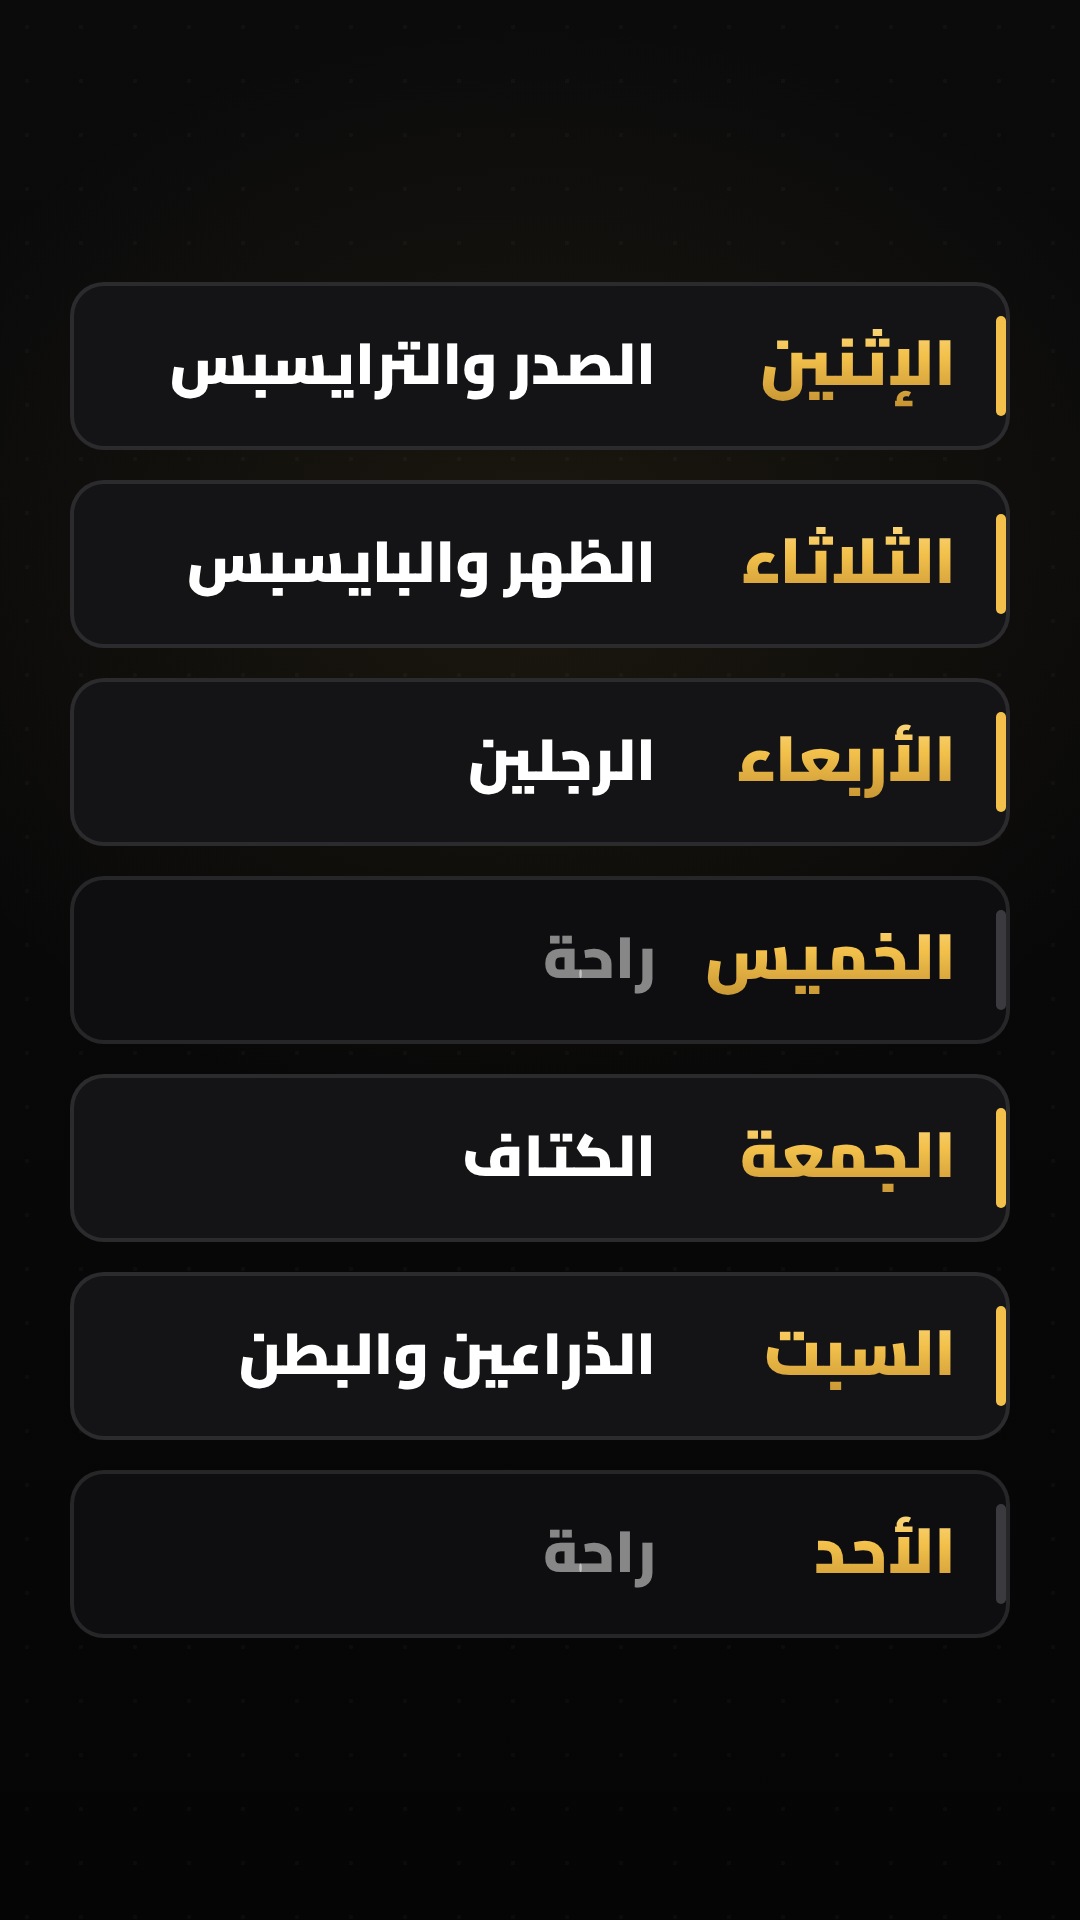 الإثنين الصدر والترايسبس
الثلاثاء الظهر والبايسبس
الأربعاء الرجلين
الخميس راحة
الجمعة الكتاف
السبت الذراعين والبطن
الأحد راحة